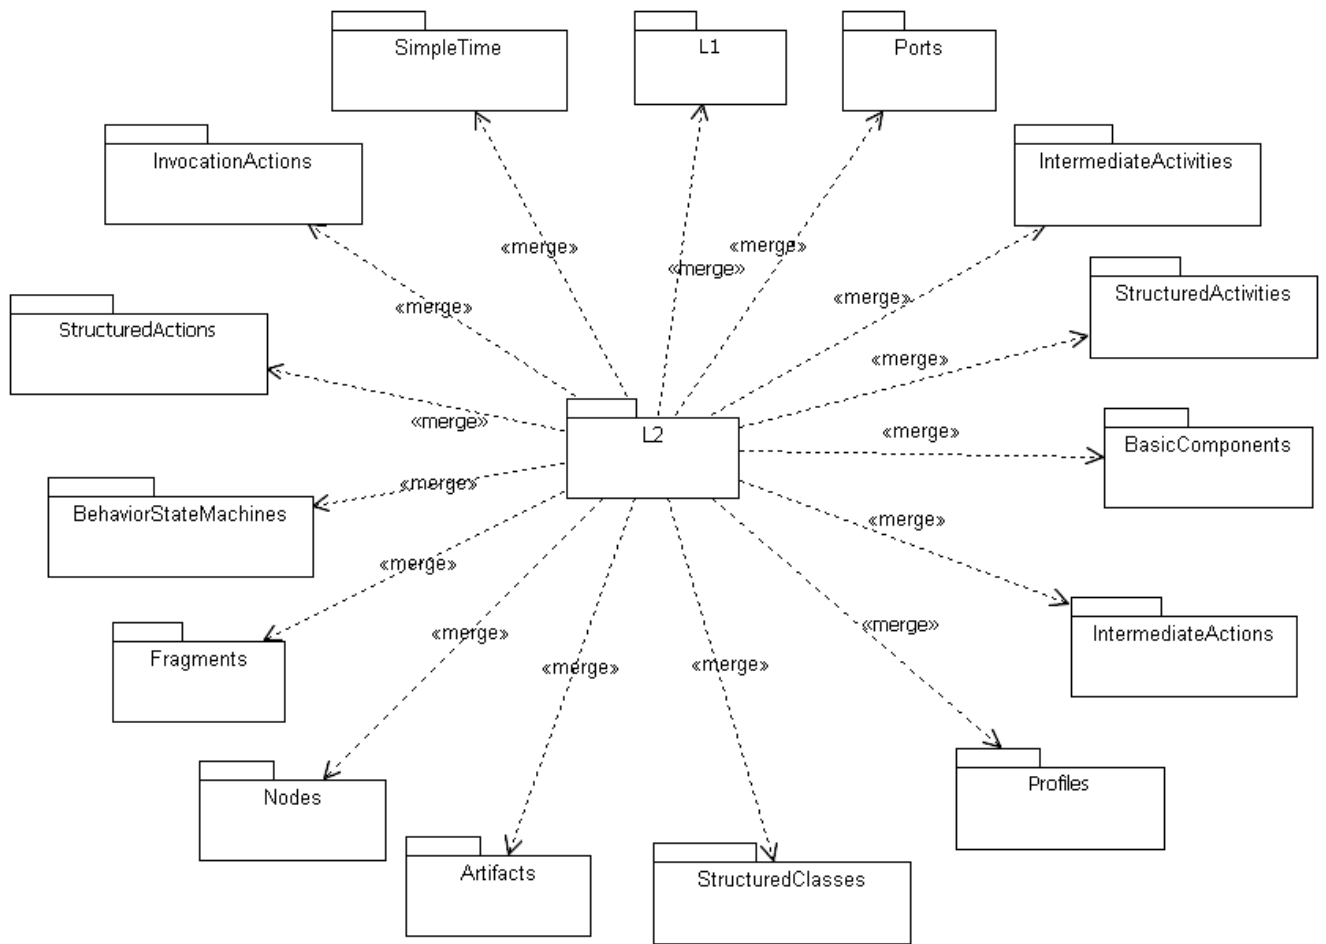 SimpleTime
L1
Ports
InvocationActions
IntermediateActivities
«merge»
«merge»
«merge»
«merge»
«merge»
StructuredActivities
StructuredActions
«merge»
«merge»
L2
«merge»
BasicComponents
«merge»
BehaviorStateMachines
«merge»
«merge»
IntermediateActions
Fragments
«merge»
«merge»
«merge»
«merge»
Nodes
Profiles
Artifacts
StructuredClasses